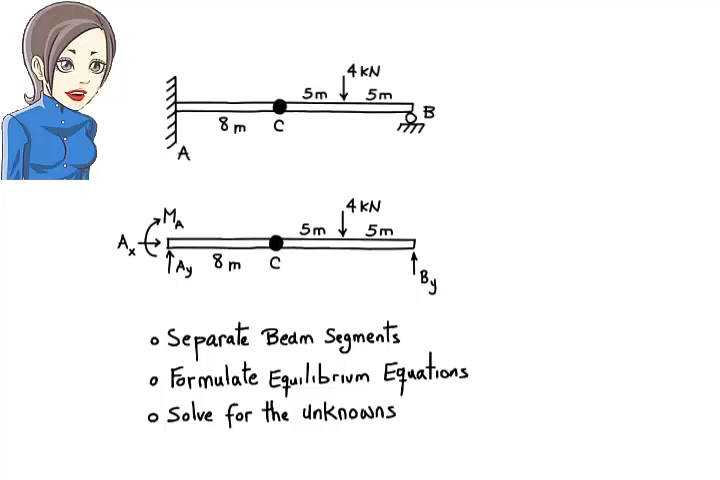 4 kN
5m 5m
B
8 m C
A
M_A
4 kN
A_x 5m 5m
A_y 8 m C
B_y
o Separate Beam Segments
o Formulate Equilibrium Equations
o Solve for the unknowns